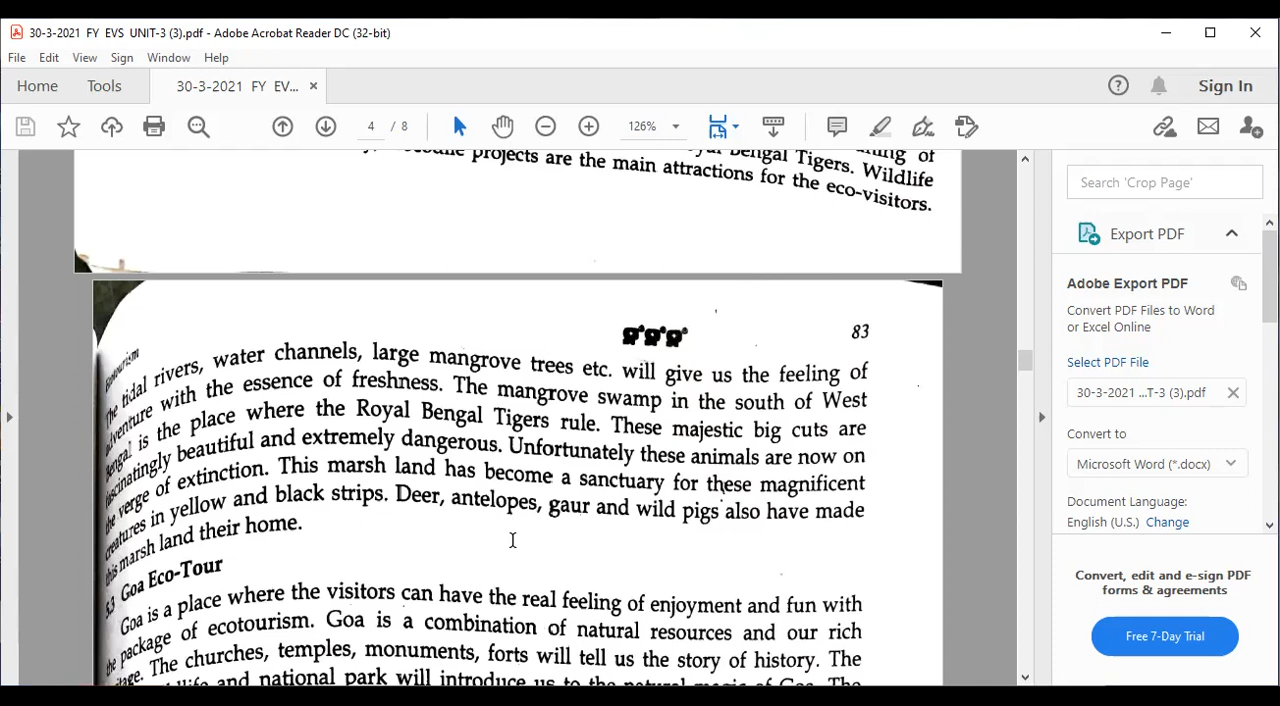 30-3-2021 FY EVS UNIT-3 (3).pdf - Adobe Acrobat Reader DC (32-bit)
File Edit View Sign Window Help
Home Tools 30-3-2021 FY EV... × Sign In
4 / 8 126%
Royal Bengal Tigers. Wildlife
projects are the main attractions for the eco-visitors.
Ecotourism 83
The tidal rivers, water channels, large mangrove trees etc. will give us the feeling of
adventure with the essence of freshness. The mangrove swamp in the south of West
Bengal is the place where the Royal Bengal Tigers rule. These majestic big cuts are
fascinatingly beautiful and extremely dangerous. Unfortunately these animals are now on
the verge of extinction. This marsh land has become a sanctuary for these magnificent
creatures in yellow and black strips. Deer, antelopes, gaur and wild pigs also have made
this marsh land their home.
5.3 Goa Eco-Tour
Goa is a place where the visitors can have the real feeling of enjoyment and fun with
the package of ecotourism. Goa is a combination of natural resources and our rich
The churches, temples, monuments, forts will tell us the story of history. The
and national park will introduce us to the natural magic of Goa. The
Search 'Crop Page'
Export PDF
Adobe Export PDF
Convert PDF Files to Word
or Excel Online
Select PDF File
30-3-2021 ...T-3 (3).pdf
Convert to
Microsoft Word (*.docx)
Document Language:
English (U.S.) Change
Convert, edit and e-sign PDF
forms & agreements
Free 7-Day Trial